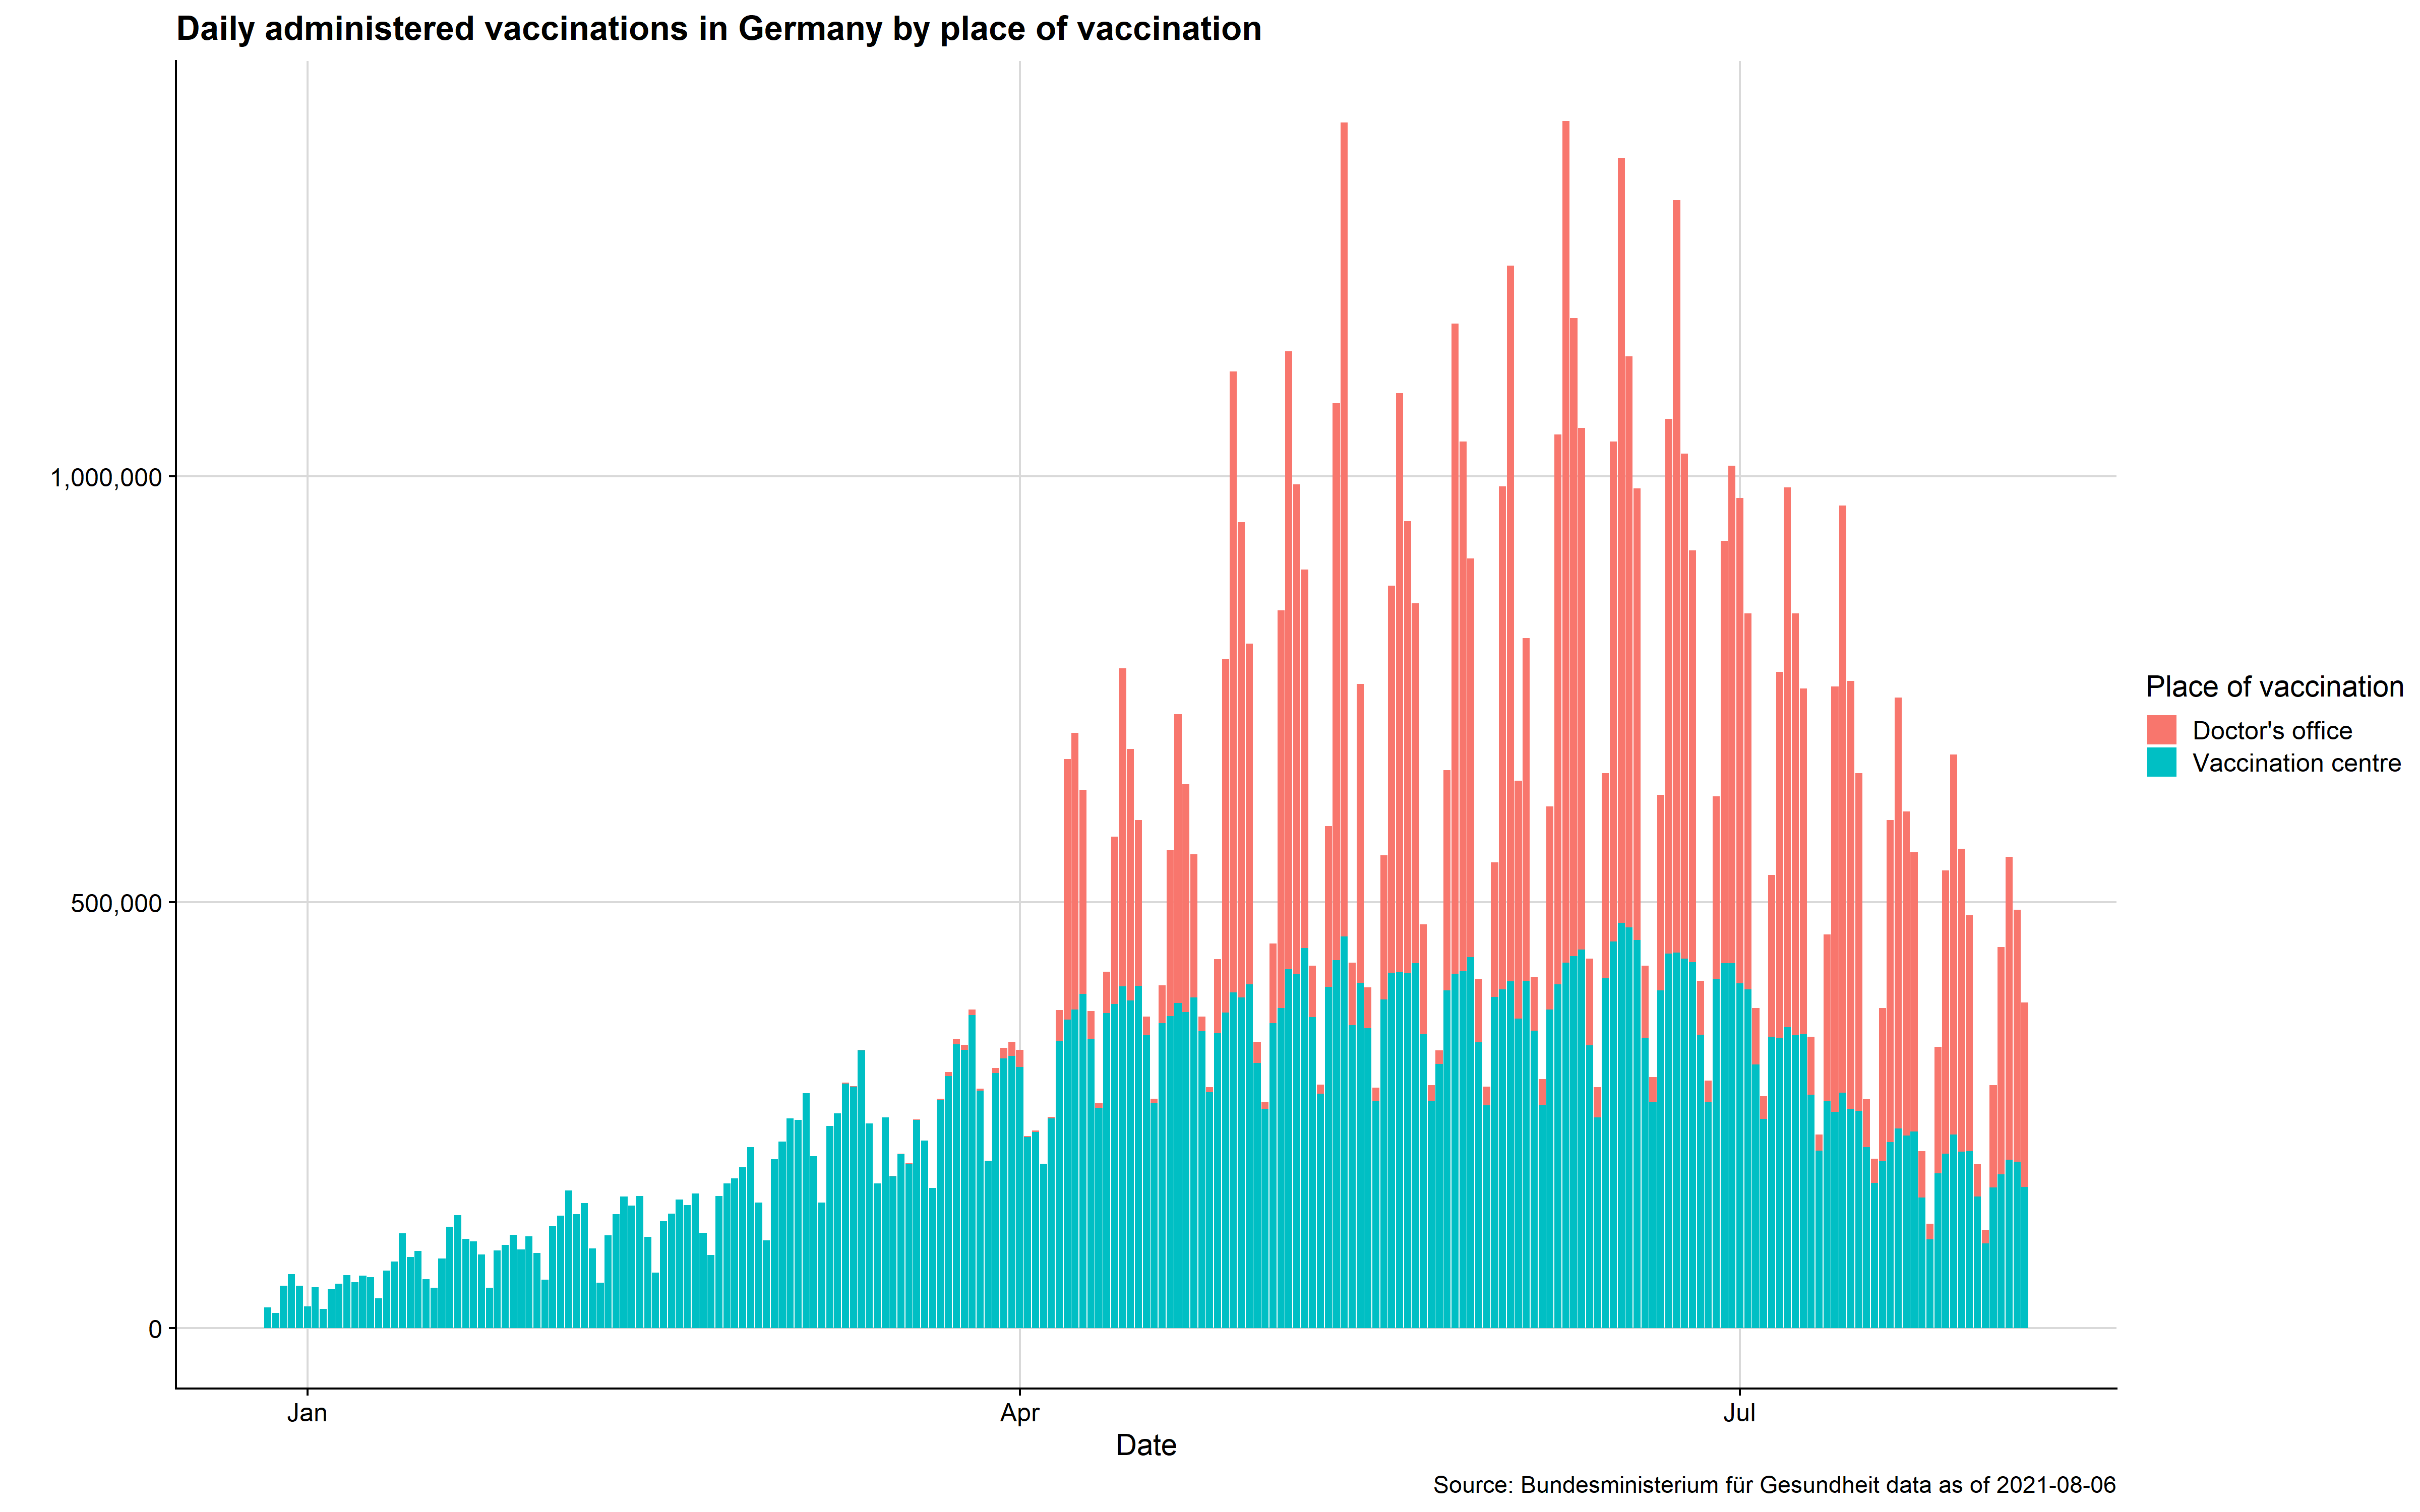 Daily administered vaccinations in Germany by place of vaccination
1,000,000
500,000
0
Jan
Apr
Jul
Date
Place of vaccination
Doctor's office
Vaccination centre
Source: Bundesministerium für Gesundheit data as of 2021-08-06